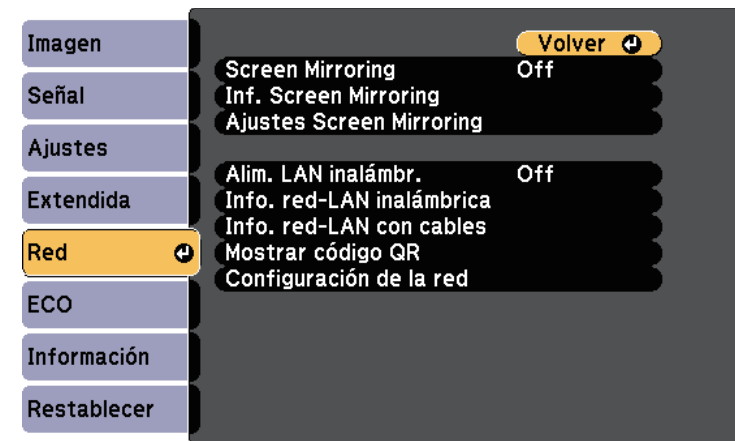 Imagen
Señal
Ajustes
Extendida
Red
ECO
Información
Restablecer
Volver
Screen Mirroring Off
Inf. Screen Mirroring
Ajustes Screen Mirroring
Alim. LAN inalámbr. Off
Info. red-LAN inalámbrica
Info. red-LAN con cables
Mostrar código QR
Configuración de la red